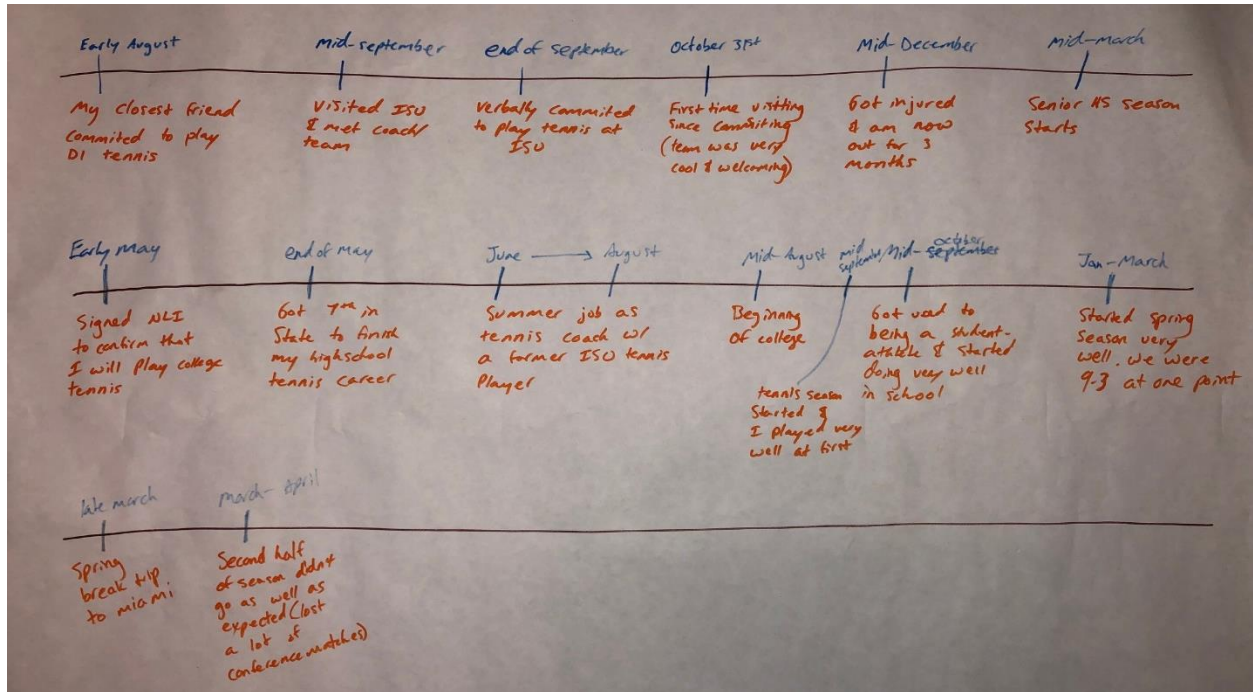 Early August
My closest friend
commited to play
D1 tennis
Mid-september
Visited ISU
& met coach/
team
end of september
Verbally commited
to play tennis at
ISU
October 31st
First time visiting
since commiting
(team was very
cool & welcoming)
Mid-December
Got injured
& am now
out for 3
months
Mid-march
Senior HS season
starts
Early may
Signed NLI
to confirm that
I will play college
tennis
end of may
Got 7th in
State to finish
my highschool
tennis career
June → August
Summer job as
tennis coach w/
a former ISU tennis
player
Mid-August
Beginning
of college
mid
september
tennis season
started &
I played very
well at first
october
/Mid-september
Got used to
being a student-
athlete & started
doing very well
in school
Jan-March
Started spring
season very
well. we were
9-3 at one point
late march
Spring
break trip
to miami
march-April
Second half
of season didn't
go as well as
expected (lost
a lot of
conference matches)